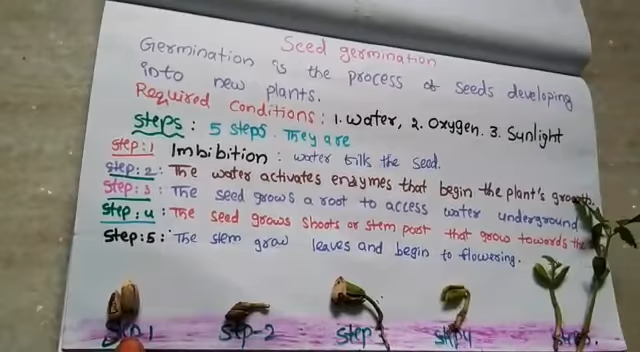 Seed germination
Germination is the process of seeds developing
into new plants.
Required Conditions : 1. Water, 2. Oxygen. 3. Sunlight
Steps : 5 steps. They are
Step:1 Imbibition : water fills the seed.
Step:2: The water activates enzymes that begin the plant's growth.
Step:3 : The seed grows a root to access water underground
Step:4 : The seed grows shoots or stem part that grow towards the
Step:5: The stem grow leaves and begin to flowering.
Step-1 Step-2 Step3 Step4